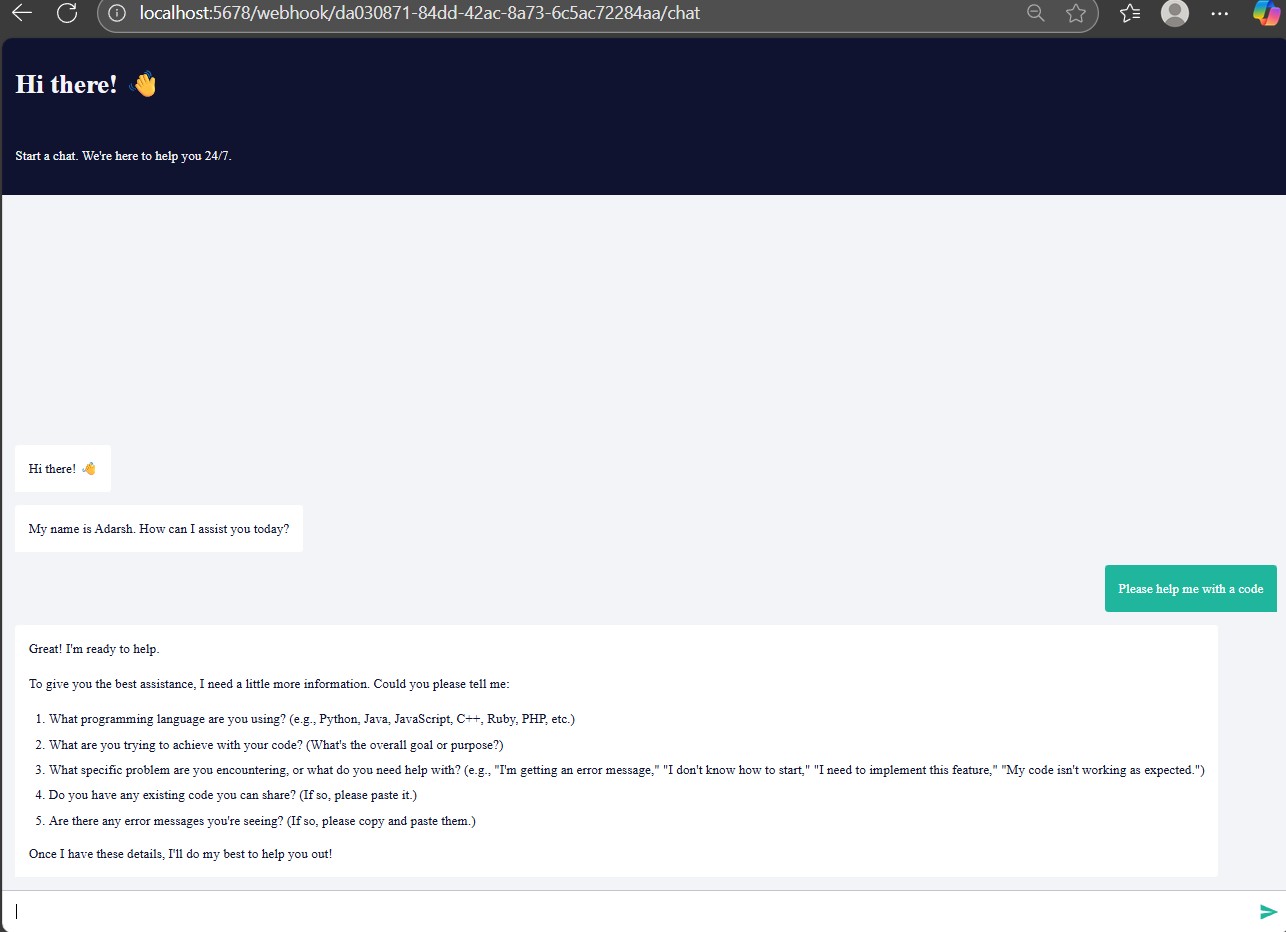 localhost:5678/webhook/da030871-84dd-42ac-8a73-6c5ac72284aa/chat
Hi there! 👋
Start a chat. We're here to help you 24/7.
Hi there! 👋
My name is Adarsh. How can I assist you today?
Please help me with a code
Great! I'm ready to help.
To give you the best assistance, I need a little more information. Could you please tell me:
1. What programming language are you using? (e.g., Python, Java, JavaScript, C++, Ruby, PHP, etc.)
2. What are you trying to achieve with your code? (What's the overall goal or purpose?)
3. What specific problem are you encountering, or what do you need help with? (e.g., "I'm getting an error message," "I don't know how to start," "I need to implement this feature," "My code isn't working as expected.")
4. Do you have any existing code you can share? (If so, please paste it.)
5. Are there any error messages you're seeing? (If so, please copy and paste them.)
Once I have these details, I'll do my best to help you out!